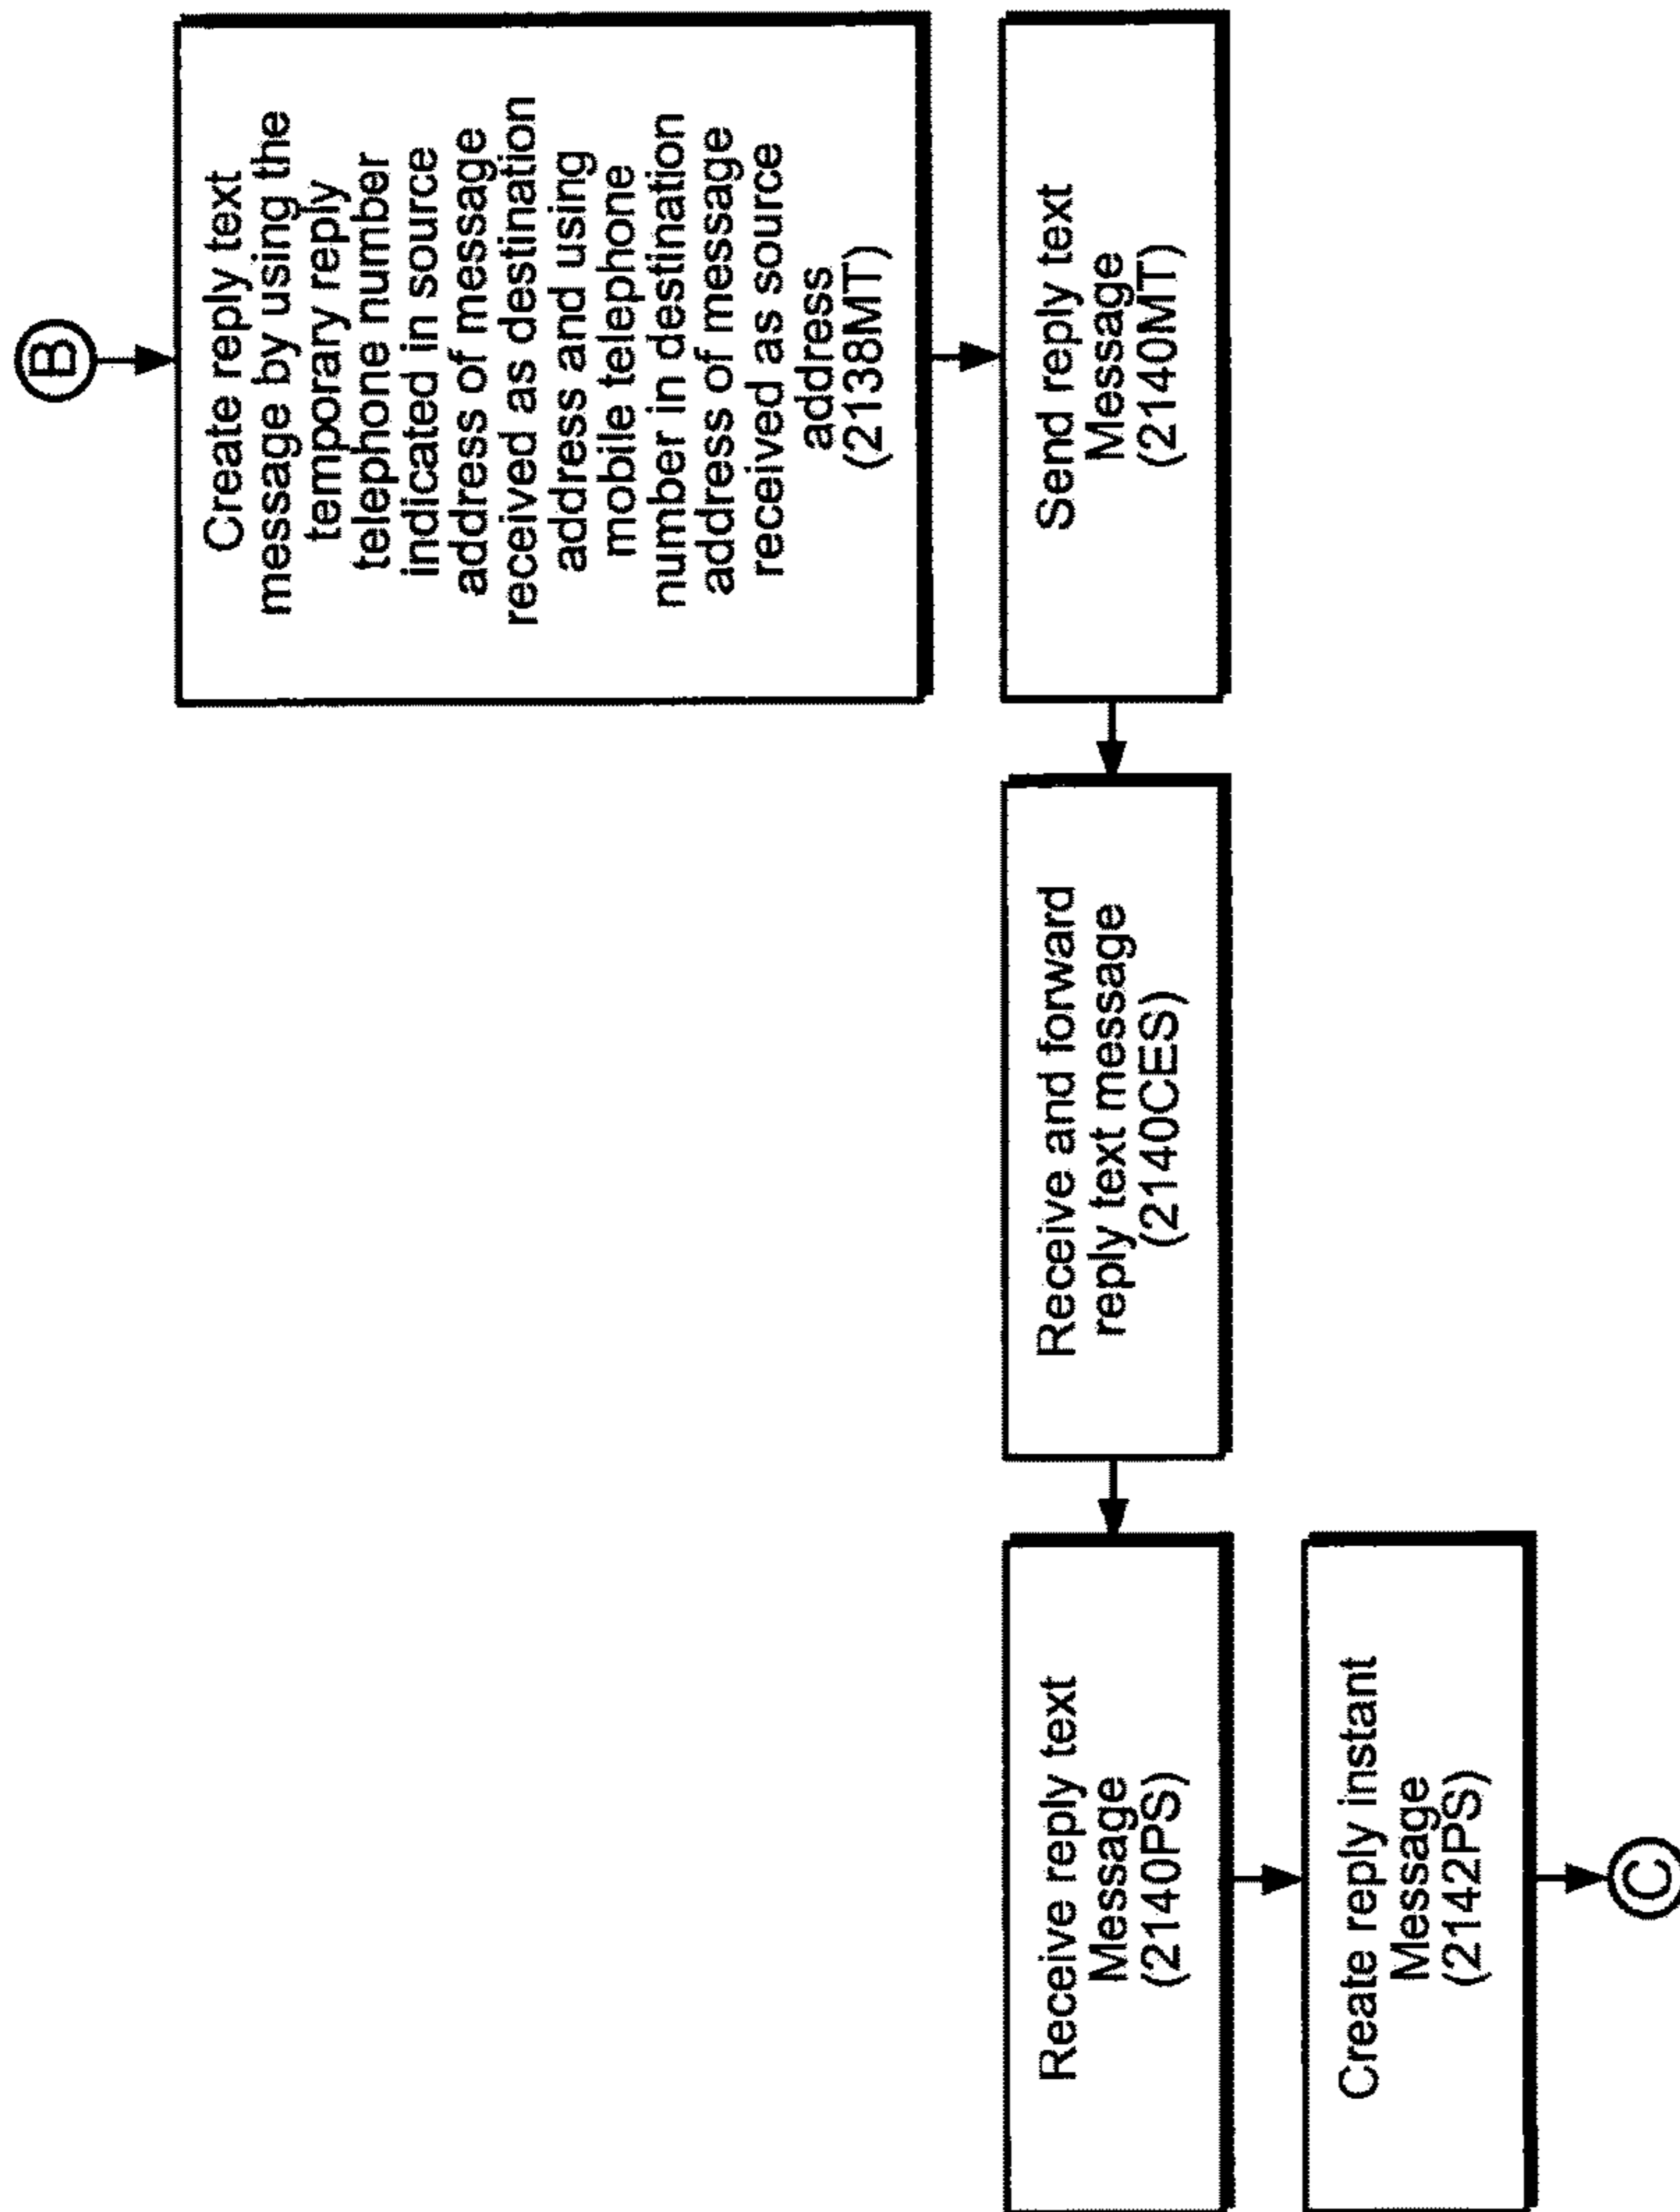 B
Create reply text
message by using the
temporary reply
telephone number
indicated in source
address of message
received as destination
address and using
mobile telephone
number in destination
address of message
received as source
address
(2138MT)
Send reply text
Message
(2140MT)
Receive and forward
reply text message
(2140CES)
Receive reply text
Message
(2140PS)
Create reply instant
Message
(2142PS)
C